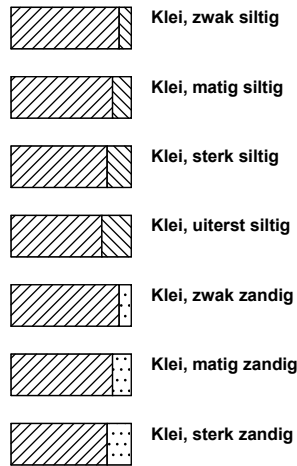 Klei, zwak siltig
Klei, matig siltig
Klei, sterk siltig
Klei, uiterst siltig
Klei, zwak zandig
Klei, matig zandig
Klei, sterk zandig